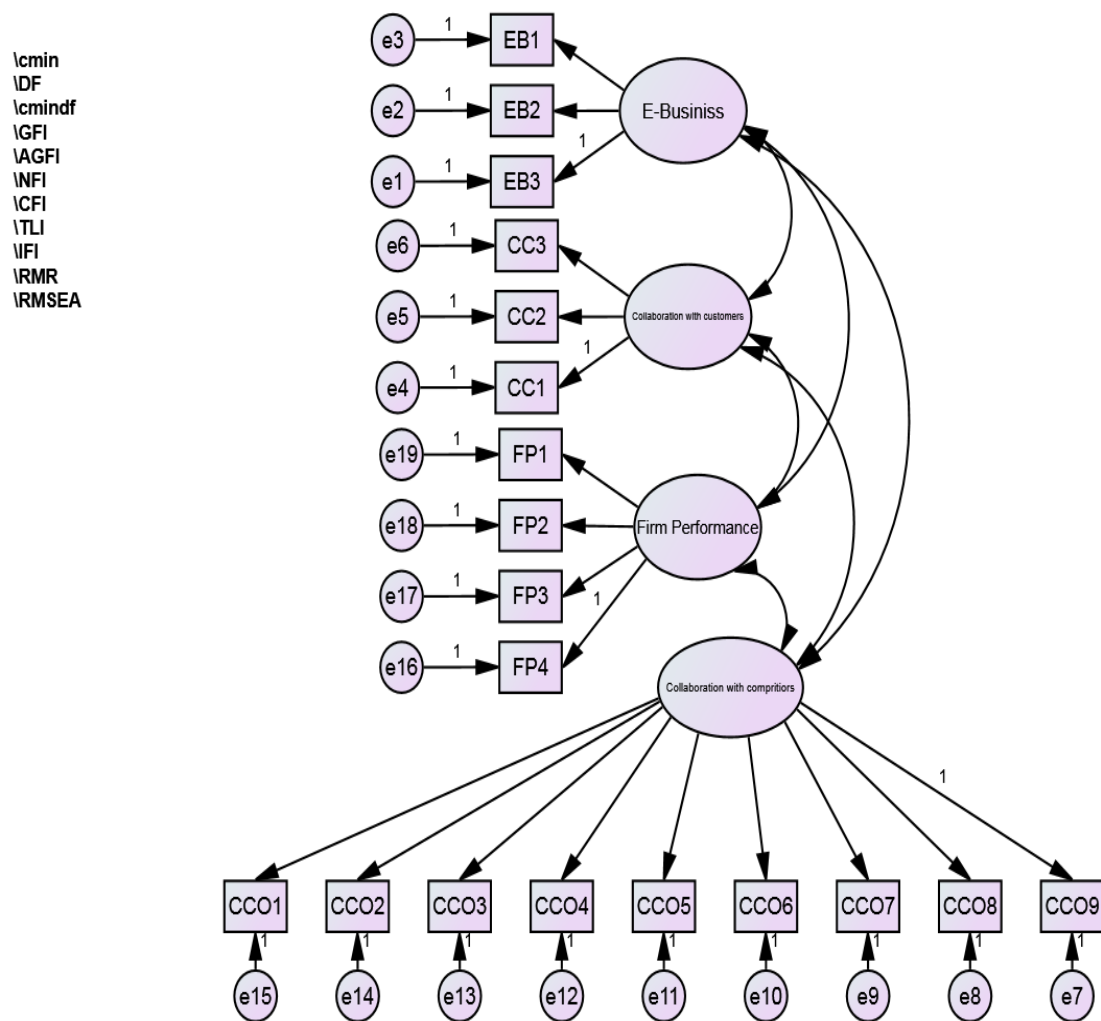 \cmin
\DF
\cmindf
\GFI
\AGFI
\NFI
\CFI
\TLI
\IFI
\RMR
\RMSEA
e3 1 EB1
E-Businiss
e2 1 EB2
1
e1 1 EB3
e6 1 CC3
e5 1 CC2
Collaboration with customers
1
e4 1 CC1
e19 1 FP1
e18 1 FP2
Firm Performance
e17 1 FP3
1
e16 1 FP4
Collaboration with compritiors
1
CCO1 CCO2 CCO3 CCO4 CCO5 CCO6 CCO7 CCO8 CCO9
1 1 1 1 1 1 1 1 1
e15 e14 e13 e12 e11 e10 e9 e8 e7